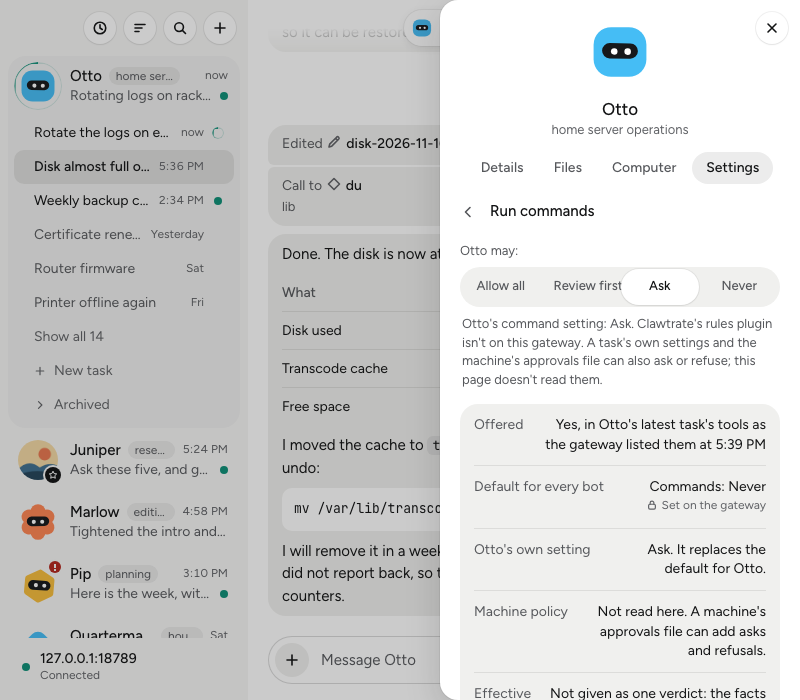 Otto home ser... now
Rotating logs on rack...
Rotate the logs on e... now
Disk almost full o... 5:36 PM
Weekly backup c... 2:34 PM
Certificate rene... Yesterday
Router firmware Sat
Printer offline again Fri
Show all 14
New task
Archived
Juniper rese... 5:24 PM
Ask these five, and g...
Marlow editi... 4:58 PM
Tightened the intro and...
Pip planning 3:10 PM
Here is the week, wit...
Quarterma hou Sat
127.0.0.1:18789
Connected
so it can be restor
Edited disk-2026-11-1
Call to du
lib
Done. The disk is now at
What
Disk used
Transcode cache
Free space
I moved the cache to
undo:
mv /var/lib/transco
I will remove it in a week
did not report back, so t
counters.
Message Otto
Otto
home server operations
Details Files Computer Settings
Run commands
Otto may:
Allow all Review first Ask Never
Otto's command setting: Ask. Clawtrate's rules plugin
isn't on this gateway. A task's own settings and the
machine's approvals file can also ask or refuse; this
page doesn't read them.
Offered Yes, in Otto's latest task's tools as
the gateway listed them at 5:39 PM
Default for every bot Commands: Never
Set on the gateway
Otto's own setting Ask. It replaces the
default for Otto.
Machine policy Not read here. A machine's
approvals file can add asks
and refusals.
Effective Not given as one verdict: the facts